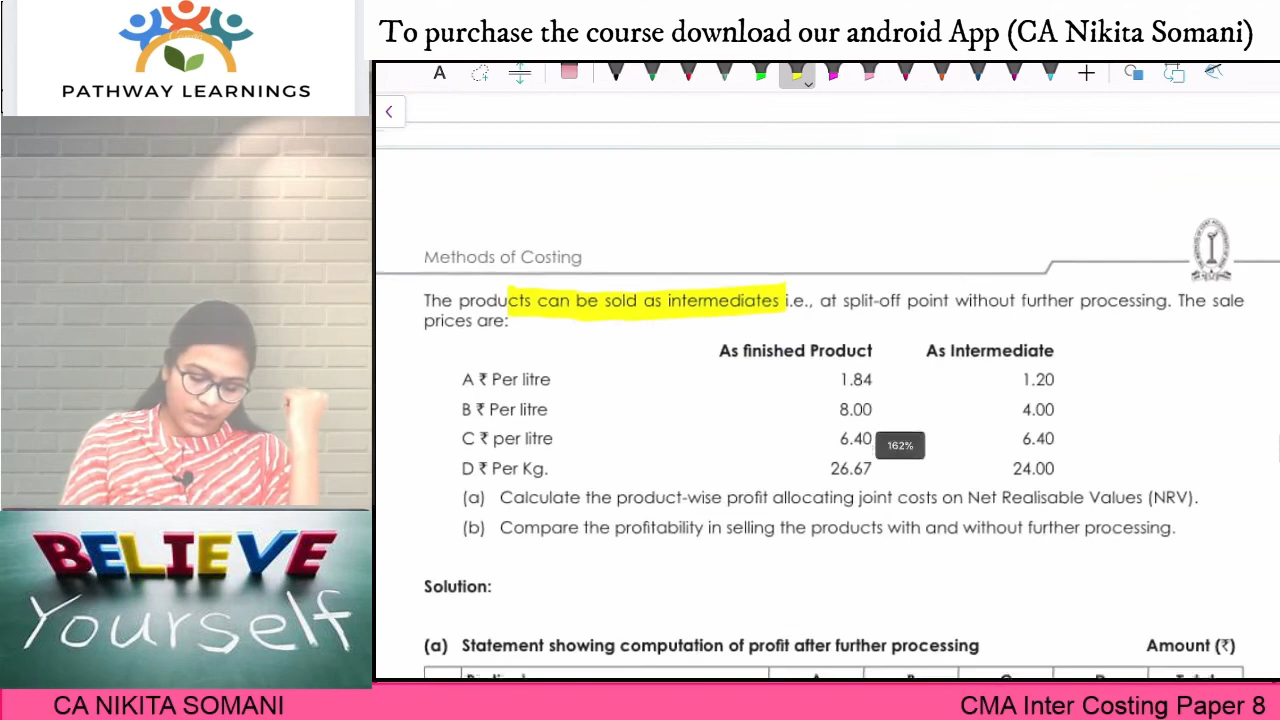 To purchase the course download our android App (CA Nikita Somani)
PATHWAY LEARNINGS
A
162%
Methods of Costing
The products can be sold as intermediates i.e., at split-off point without further processing. The sale
prices are:
As finished Product As Intermediate
A ₹ Per litre 1.84 1.20
B ₹ Per litre 8.00 4.00
C ₹ per litre 6.40 6.40
D ₹ Per Kg. 26.67 24.00
(a) Calculate the product-wise profit allocating joint costs on Net Realisable Values (NRV).
(b) Compare the profitability in selling the products with and without further processing.
Solution:
(a) Statement showing computation of profit after further processing Amount (₹)
BELIEVE
Yourself
CA NIKITA SOMANI
CMA Inter Costing Paper 8